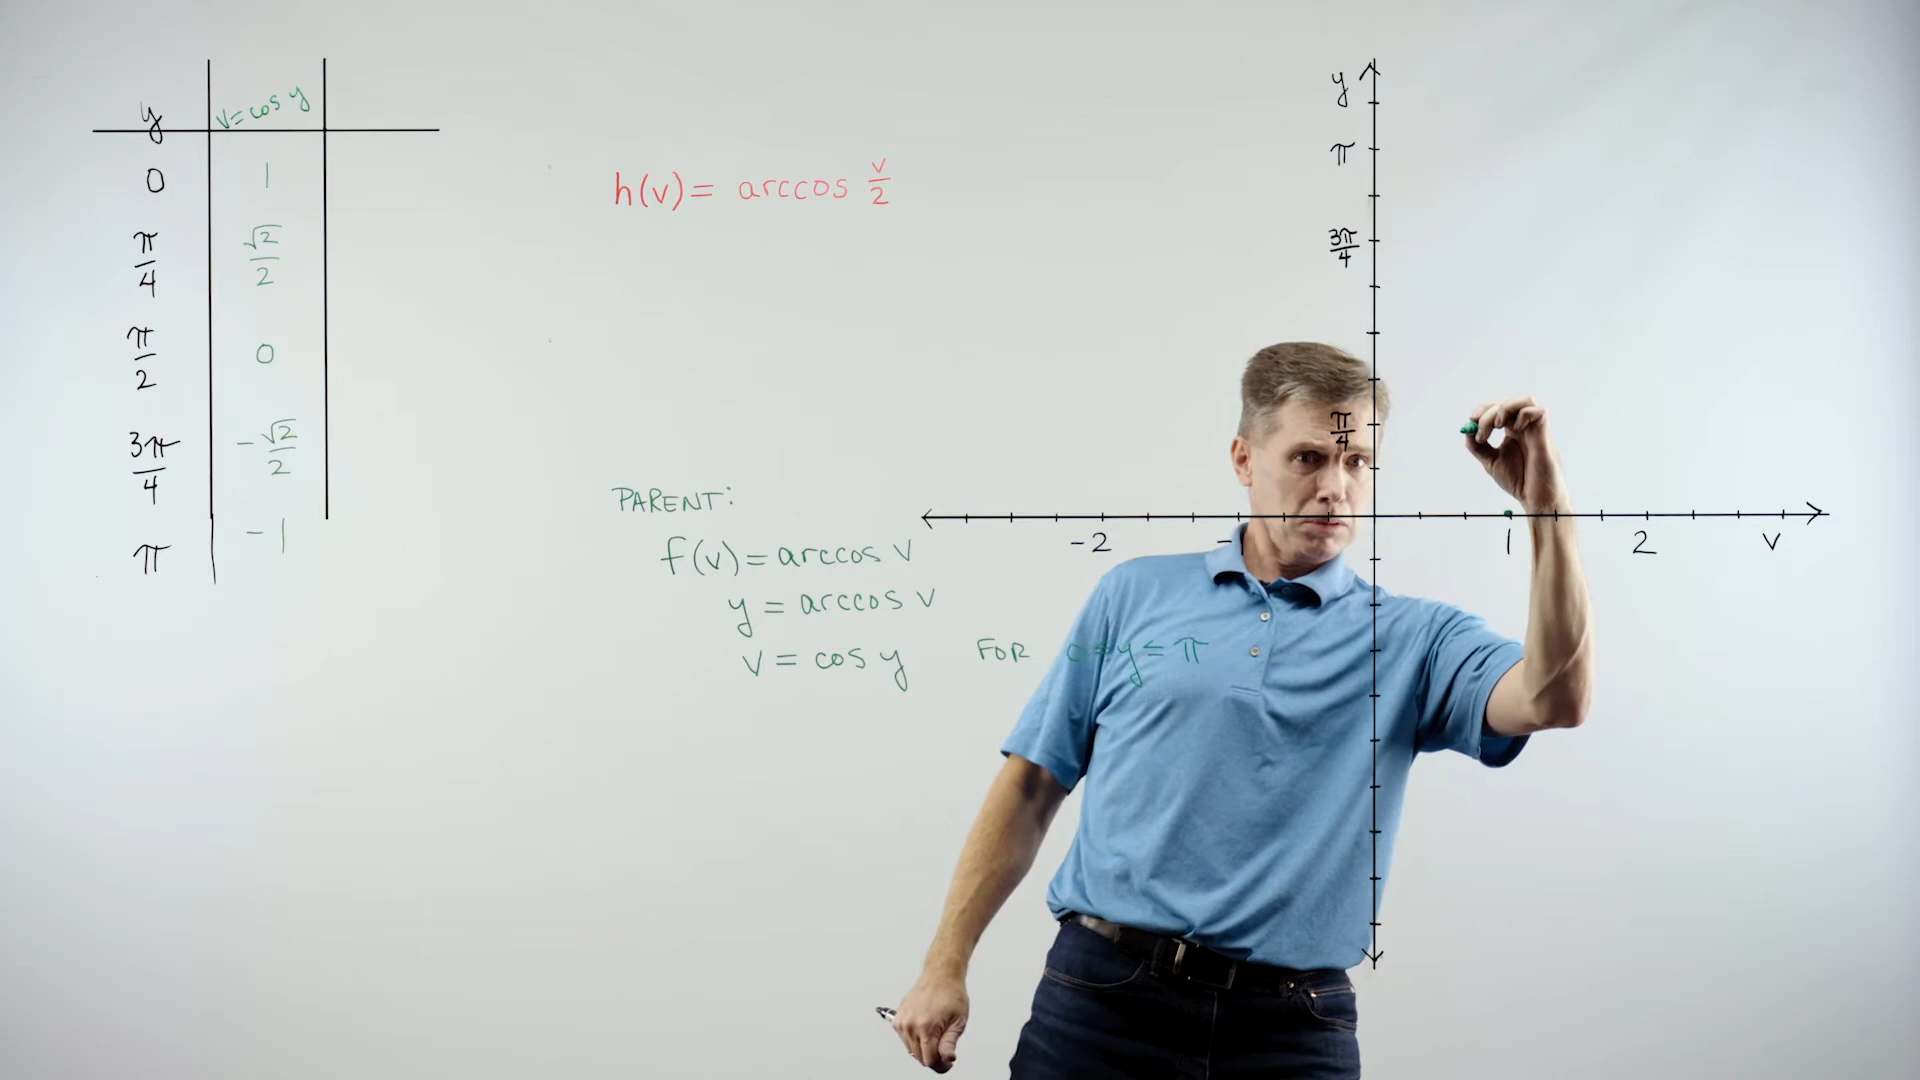 y v=cos y
0 1
π/4 √2/2
π/2 0
3π/4 -√2/2
π -1
h(v)= arccos v/2
PARENT:
f(v)= arccos v
y = arccos v
v = cos y FOR 0≤y≤π
y
π
3π/4
π/4
-2 - 1 2 v